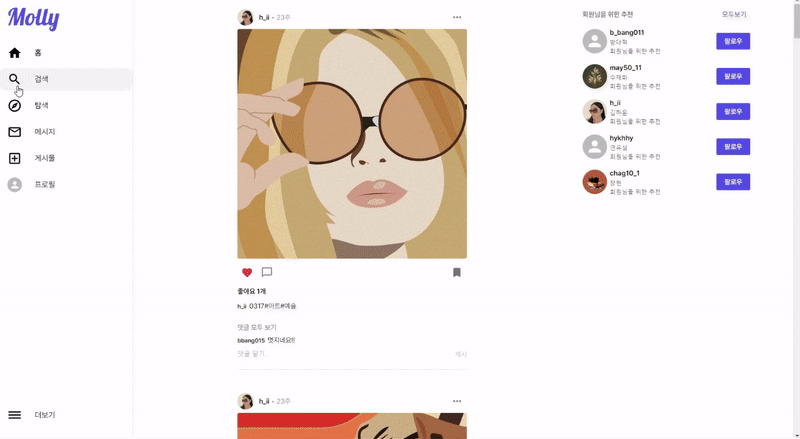 Molly
홈
검색
탐색
메시지
게시물
프로필
더보기
h_ii • 23주
좋아요 1개
h_ii 0317#아트#예술
댓글 모두 보기
bbang015 멋지네요!!
댓글 달기..
게시
h_ii • 23주
회원님을 위한 추천
모두보기
b_bang011
방대혁
회원님을 위한 추천
팔로우
may50_11
수채화
회원님을 위한 추천
팔로우
h_ii
김하윤
회원님을 위한 추천
팔로우
hykhhy
회원님을 위한 추천
팔로우
chag10_1
창현
회원님을 위한 추천
팔로우